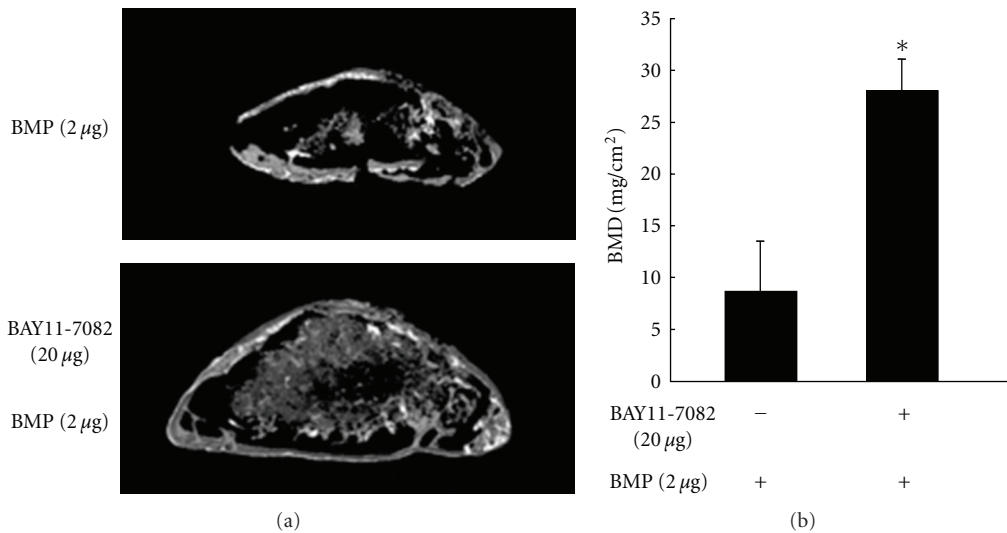 BMP (2 μg)
BAY11-7082
(20 μg)
BMP (2 μg)
(a)
35
30
25
20
15
10
5
0
BMD (mg/cm²)
*
BAY11-7082 − +
(20 μg)
BMP (2 μg) + +
(b)